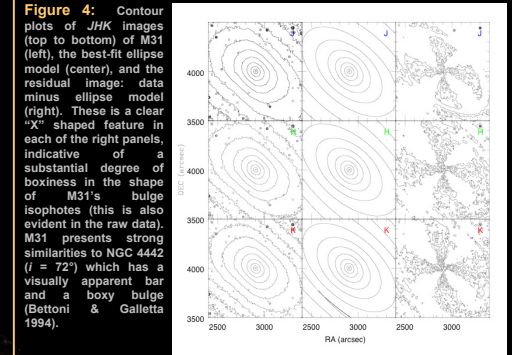 Figure 4: Contour
plots of JHK images
(top to bottom) of M31
(left), the best-fit ellipse
model (center), and the
residual image: data
minus ellipse model
(right). These is a clear
“X” shaped feature in
each of the right panels,
indicative of a
substantial degree of
boxiness in the shape
of M31’s bulge
isophotes (this is also
evident in the raw data).
M31 presents strong
similarities to NGC 4442
(i = 72°) which has a
visually apparent bar
and a boxy bulge
(Bettoni & Galletta
1994).
J J J
4000
3500
H H H
4000
3500
K K K
4000
3500
DEC (arcsec)
2500 3000 2500 3000 2500 3000
RA (arcsec)